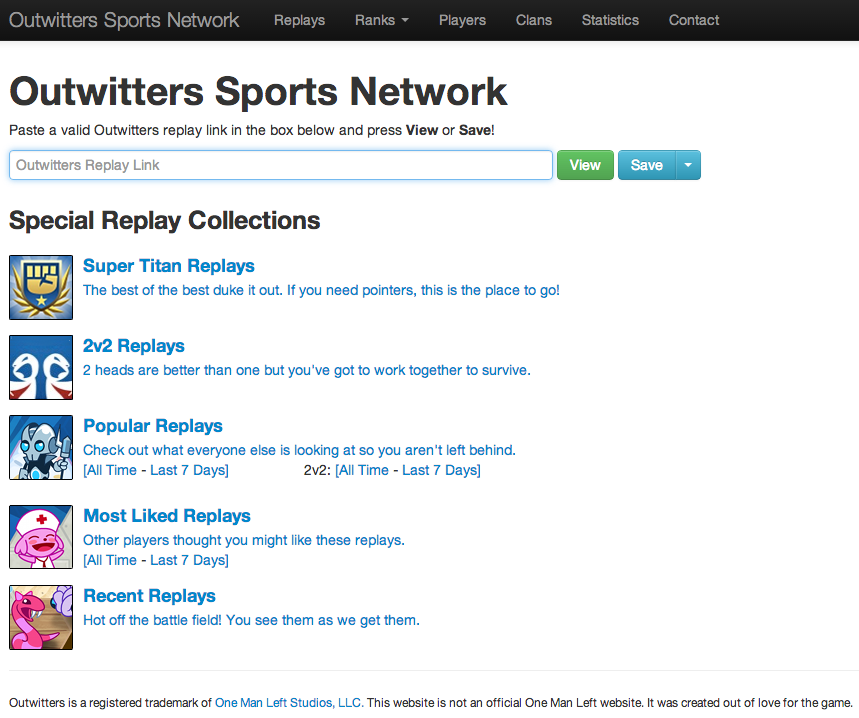 Outwitters Sports Network Replays Ranks Players Clans Statistics Contact
Outwitters Sports Network
Paste a valid Outwitters replay link in the box below and press View or Save!
Outwitters Replay Link View Save
Special Replay Collections
Super Titan Replays
The best of the best duke it out. If you need pointers, this is the place to go!
2v2 Replays
2 heads are better than one but you've got to work together to survive.
Popular Replays
Check out what everyone else is looking at so you aren't left behind.
[All Time - Last 7 Days] 2v2: [All Time - Last 7 Days]
Most Liked Replays
Other players thought you might like these replays.
[All Time - Last 7 Days]
Recent Replays
Hot off the battle field! You see them as we get them.
Outwitters is a registered trademark of One Man Left Studios, LLC. This website is not an official One Man Left website. It was created out of love for the game.